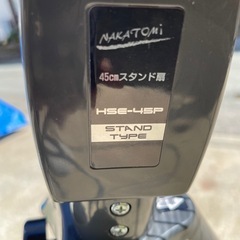 NAKATOMI
45cmスタンド扇
HSE-45P
STAND
TYPE